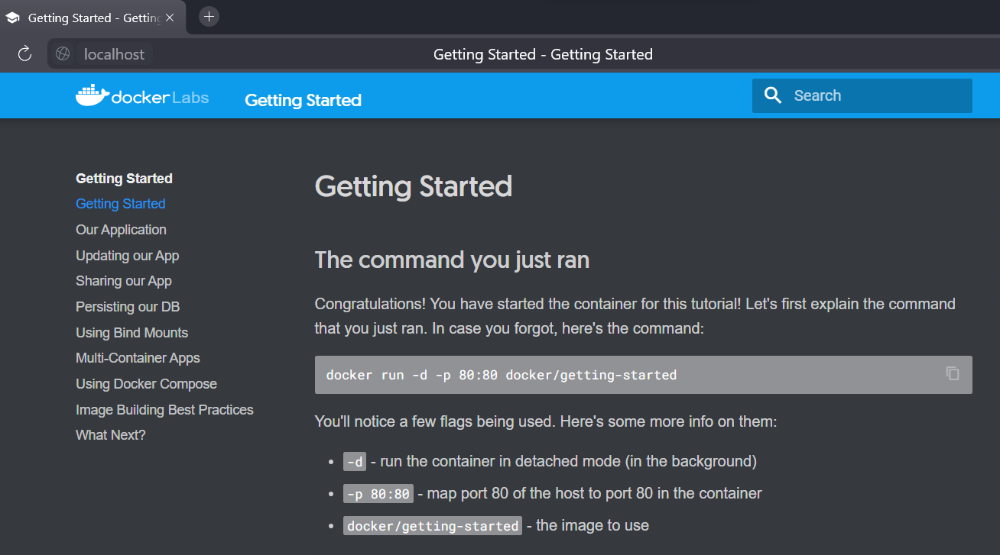 Getting Started - Getting
localhost
Getting Started - Getting Started
docker Labs
Getting Started
Search
Getting Started
Getting Started
Our Application
Updating our App
Sharing our App
Persisting our DB
Using Bind Mounts
Multi-Container Apps
Using Docker Compose
Image Building Best Practices
What Next?
Getting Started
The command you just ran
Congratulations! You have started the container for this tutorial! Let's first explain the command
that you just ran. In case you forgot, here's the command:
docker run -d -p 80:80 docker/getting-started
You'll notice a few flags being used. Here's some more info on them:
• -d - run the container in detached mode (in the background)
• -p 80:80 - map port 80 of the host to port 80 in the container
• docker/getting-started - the image to use